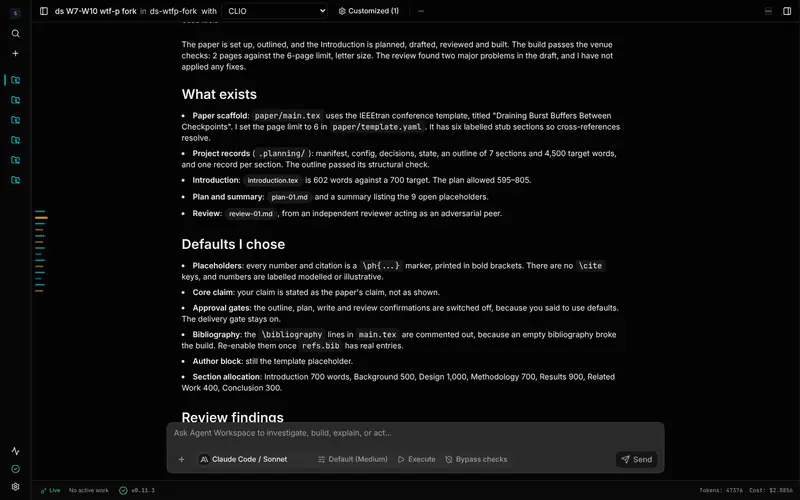 ds W7-W10 wtf-p fork in ds-wtfp-fork with CLIO Customized (1) ...
The paper is set up, outlined, and the Introduction is planned, drafted, reviewed and built. The build passes the venue
checks: 2 pages against the 6-page limit, letter size. The review found two major problems in the draft, and I have not
applied any fixes.
What exists
• Paper scaffold: paper/main.tex uses the IEEEtran conference template, titled "Draining Burst Buffers Between
Checkpoints". I set the page limit to 6 in paper/template.yaml. It has six labelled stub sections so cross-references
resolve.
• Project records (.planning/): manifest, config, decisions, state, an outline of 7 sections and 4,500 target words,
and one record per section. The outline passed its structural check.
• Introduction: introduction.tex is 602 words against a 700 target. The plan allowed 595–805.
• Plan and summary: plan-01.md and a summary listing the 9 open placeholders.
• Review: review-01.md, from an independent reviewer acting as an adversarial peer.
Defaults I chose
• Placeholders: every number and citation is a \ph{...} marker, printed in bold brackets. There are no \cite
keys, and numbers are labelled modelled or illustrative.
• Core claim: your claim is stated as the paper's claim, not as shown.
• Approval gates: the outline, plan, write and review confirmations are switched off, because you said to use defaults.
The delivery gate stays on.
• Bibliography: the \bibliography lines in main.tex are commented out, because an empty bibliography broke
the build. Re-enable them once refs.bib has real entries.
• Author block: still the template placeholder.
• Section allocation: Introduction 700 words, Background 500, Design 1,000, Methodology 700, Results 900, Related
Work 400, Conclusion 300.
Review findings
Ask Agent Workspace to investigate, build, explain, or act...
+ Claude Code / Sonnet Default (Medium) Execute Bypass checks Send
Live No active work v0.11.3 Tokens: 47376 Cost: $2.0856